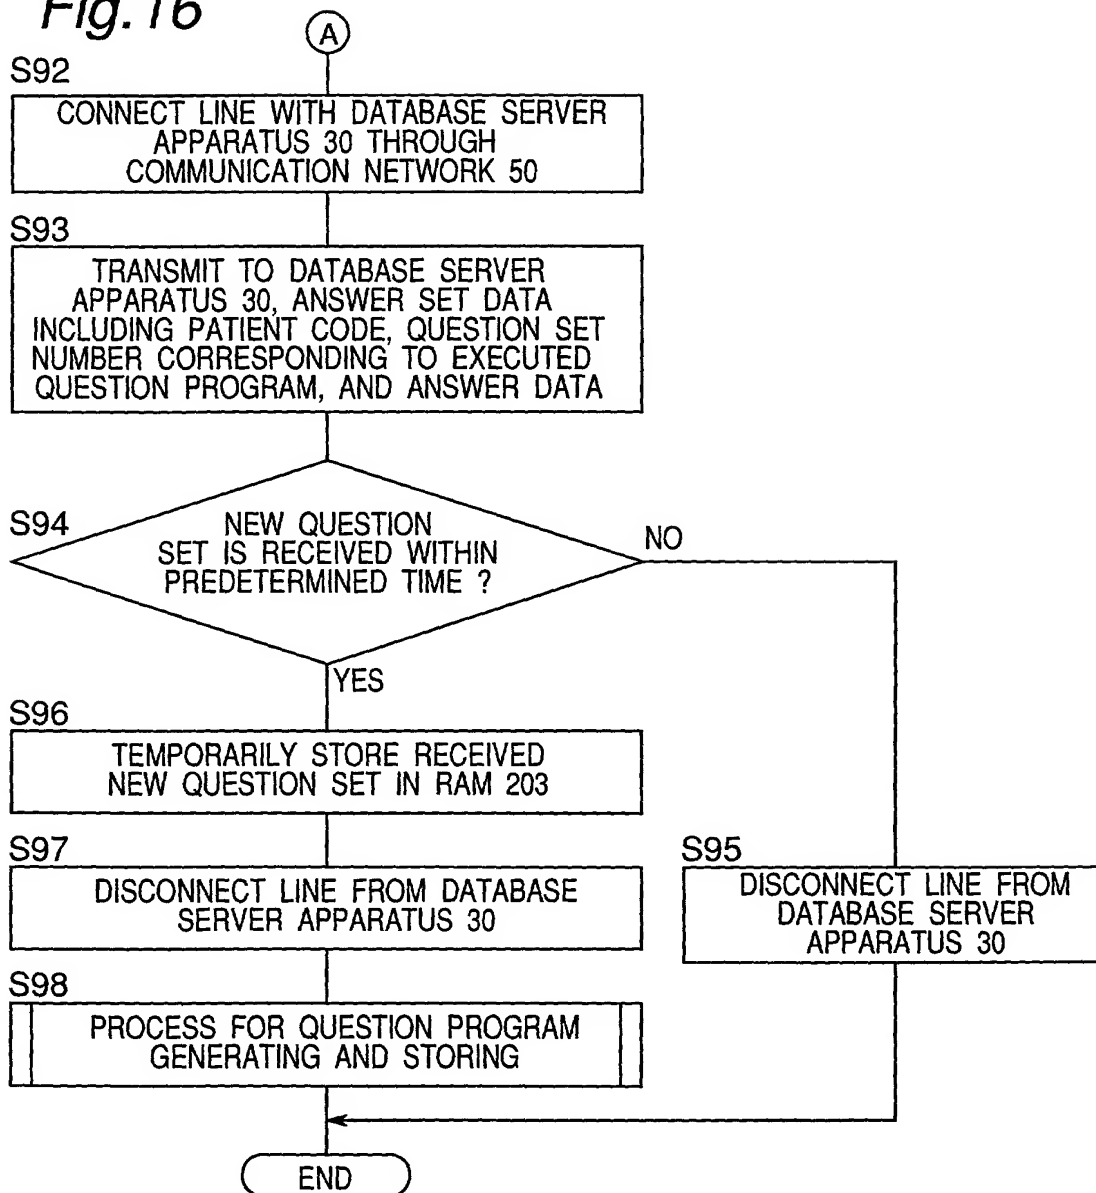 Fig. 16
A
S92
CONNECT LINE WITH DATABASE SERVER
APPARATUS 30 THROUGH
COMMUNICATION NETWORK 50
S93
TRANSMIT TO DATABASE SERVER
APPARATUS 30, ANSWER SET DATA
INCLUDING PATIENT CODE, QUESTION SET
NUMBER CORRESPONDING TO EXECUTED
QUESTION PROGRAM, AND ANSWER DATA
S94
NEW QUESTION
SET IS RECEIVED WITHIN
PREDETERMINED TIME ?
NO
YES
S96
TEMPORARILY STORE RECEIVED
NEW QUESTION SET IN RAM 203
S97
DISCONNECT LINE FROM DATABASE
SERVER APPARATUS 30
S95
DISCONNECT LINE FROM
DATABASE SERVER
APPARATUS 30
S98
PROCESS FOR QUESTION PROGRAM
GENERATING AND STORING
END